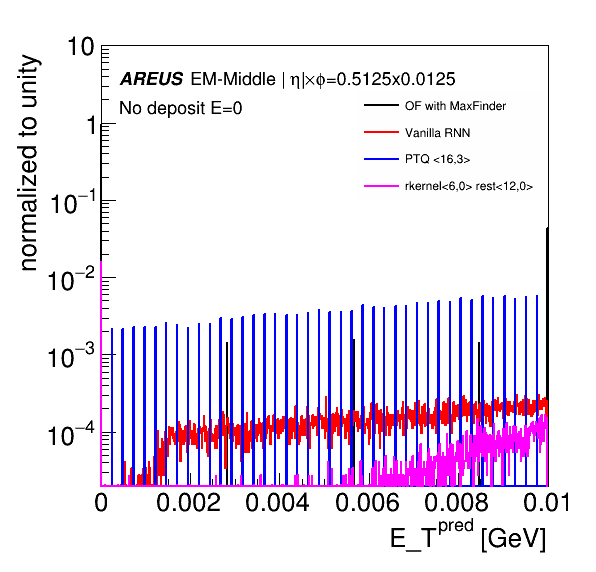 normalized to unity
10
1
10−1
10−2
10−3
10−4
AREUS EM-Middle | η|×ϕ=0.5125x0.0125
No deposit E=0
OF with MaxFinder
Vanilla RNN
PTQ <16,3>
rkernel<6,0> rest<12,0>
0 0.002 0.004 0.006 0.008 0.01
E_Tpred [GeV]